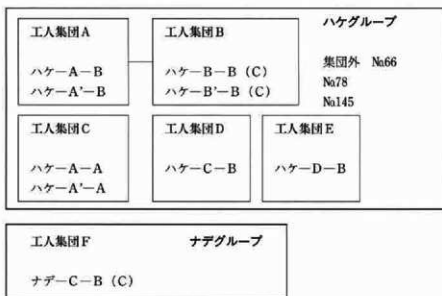 ハケグループ
工人集団A
ハケ－A－B
ハケ－A'－B
工人集団B
ハケ－B－B（C）
ハケ－B'－B（C）
集団外 №66
№78
№145
工人集団C
ハケ－A－A
ハケ－A'－A
工人集団D
ハケ－C－B
工人集団E
ハケ－D－B
工人集団F ナデグループ
ナデ－C－B（C）